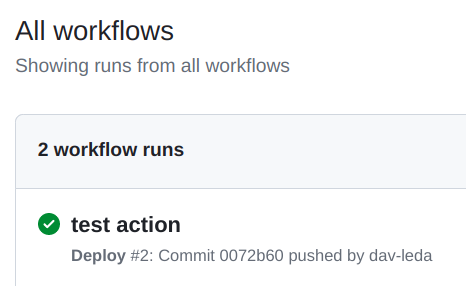 All workflows
Showing runs from all workflows
2 workflow runs
test action
Deploy #2: Commit 0072b60 pushed by dav-leda